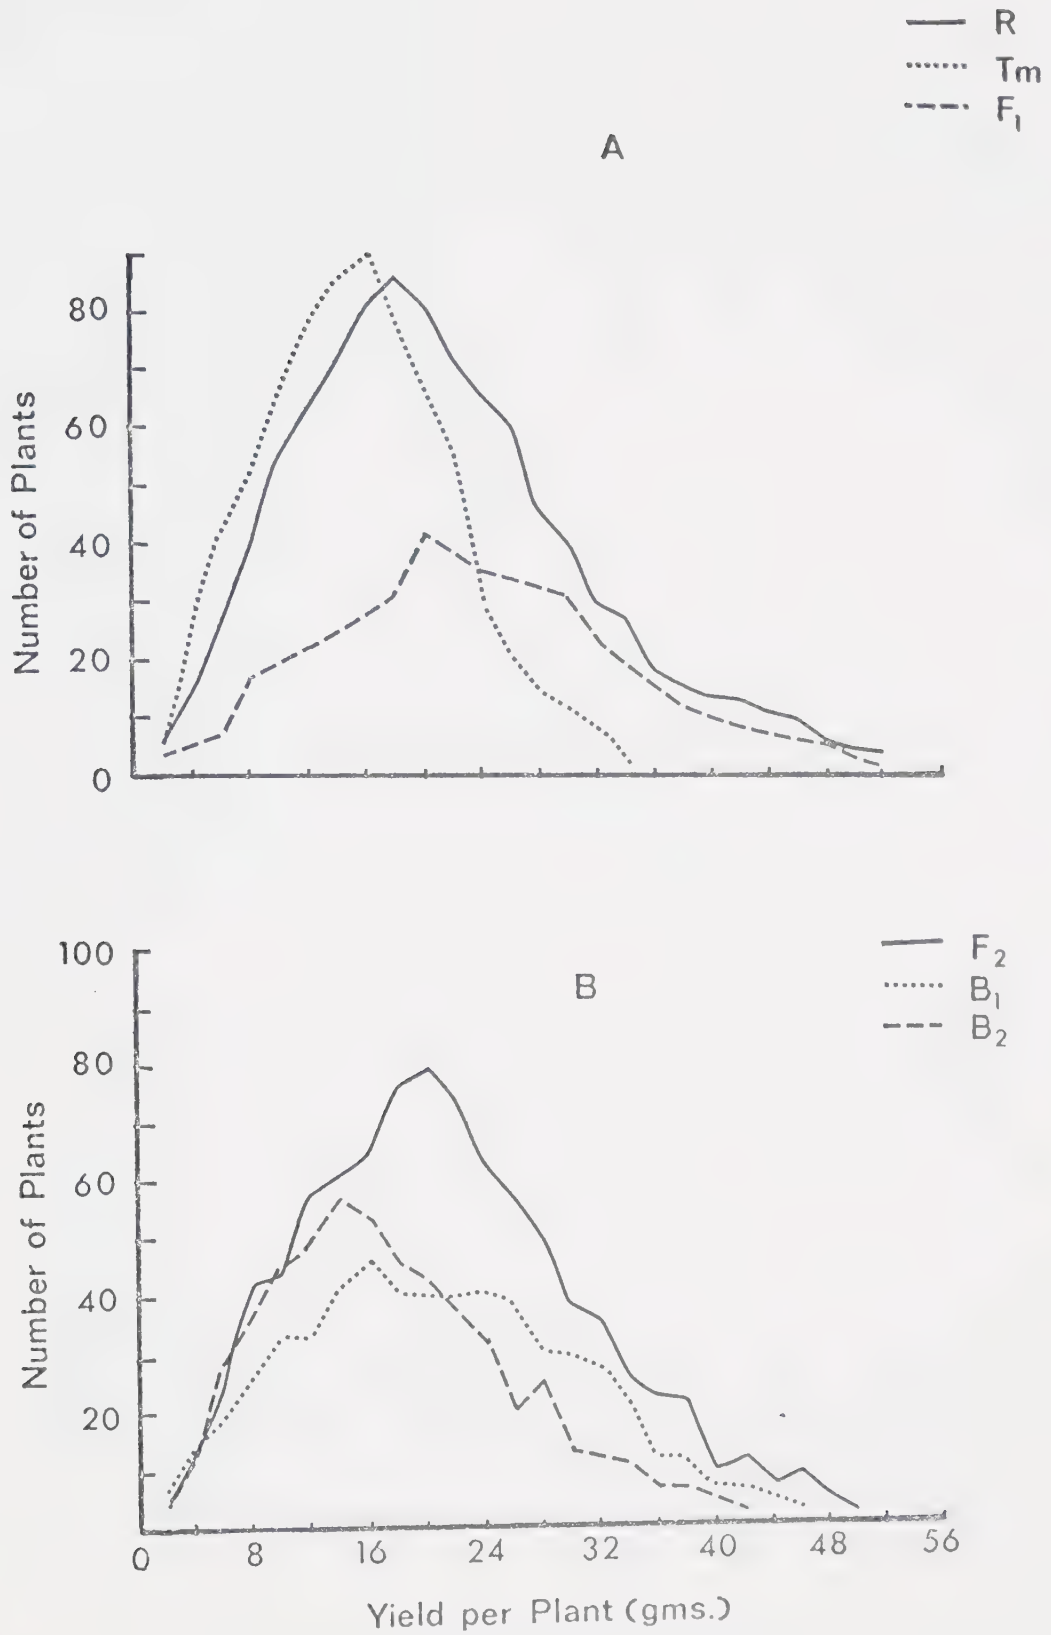 R
Tm
F₁
A
80
60
40
20
0
Number of Plants
100
80
60
40
20
Number of Plants
B
F₂
B₁
B₂
0 8 16 24 32 40 48 56
Yield per Plant (gms.)